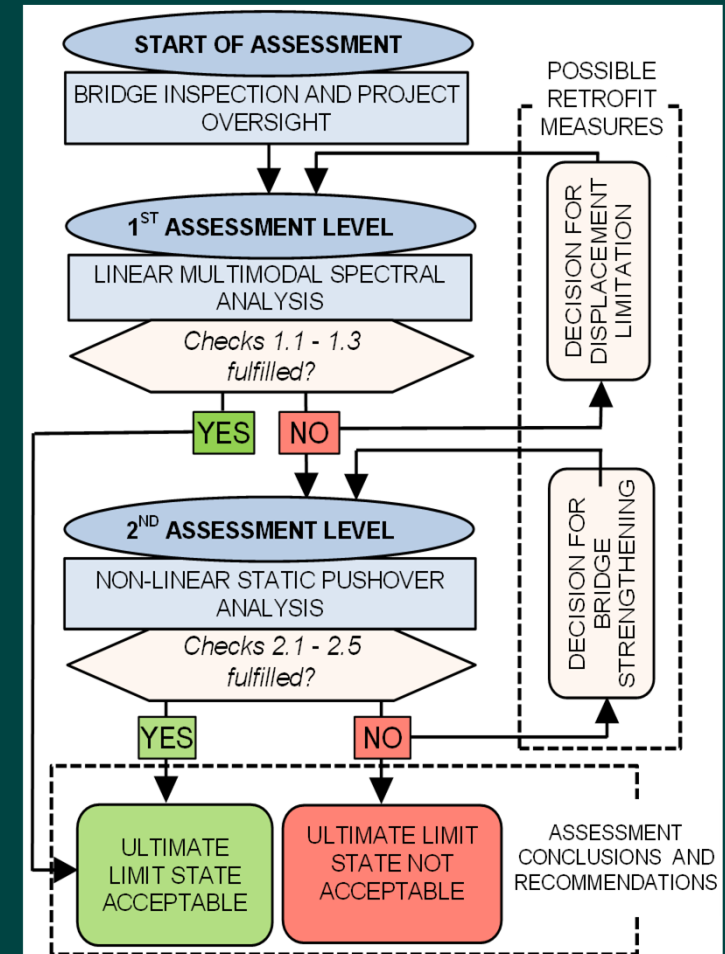 START OF ASSESSMENT
BRIDGE INSPECTION AND PROJECT
OVERSIGHT
POSSIBLE
RETROFIT
MEASURES
1ST ASSESSMENT LEVEL
LINEAR MULTIMODAL SPECTRAL
ANALYSIS
Checks 1.1 - 1.3
fulfilled?
DECISION FOR
DISPLACEMENT
LIMITATION
YES
NO
2ND ASSESSMENT LEVEL
NON-LINEAR STATIC PUSHOVER
ANALYSIS
Checks 2.1 - 2.5
fulfilled?
DECISION FOR
BRIDGE
STRENGTHENING
YES
NO
ULTIMATE
LIMIT STATE
ACCEPTABLE
ULTIMATE LIMIT
STATE NOT
ACCEPTABLE
ASSESSMENT
CONCLUSIONS AND
RECOMMENDATIONS